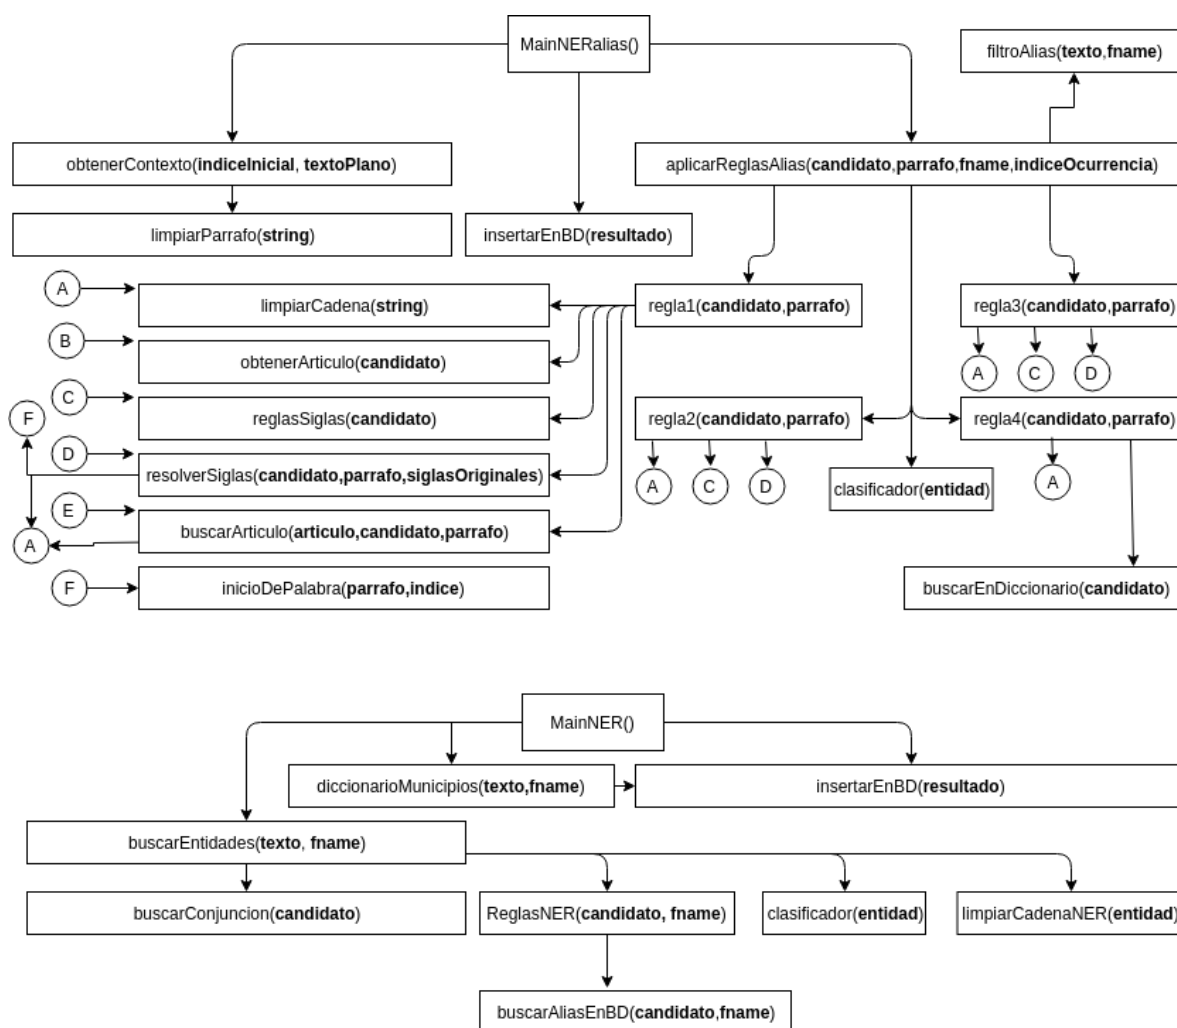 MainNERalias()
filtroAlias(texto,fname)
obtenerContexto(indiceInicial, textoPlano)
aplicarReglasAlias(candidato,parrafo,fname,indiceOcurrencia)
limpiarParrafo(string)
insertarEnBD(resultado)
A
limpiarCadena(string)
regla1(candidato,parrafo)
regla3(candidato,parrafo)
B
obtenerArticulo(candidato)
A
C
D
C
reglasSiglas(candidato)
regla2(candidato,parrafo)
regla4(candidato,parrafo)
F
D
resolverSiglas(candidato,parrafo,siglasOriginales)
A
C
D
clasificador(entidad)
A
E
buscarArticulo(articulo,candidato,parrafo)
A
F
inicioDePalabra(parrafo,indice)
buscarEnDiccionario(candidato)
MainNER()
diccionarioMunicipios(texto,fname)
insertarEnBD(resultado)
buscarEntidades(texto, fname)
buscarConjuncion(candidato)
ReglasNER(candidato, fname)
clasificador(entidad)
limpiarCadenaNER(entidad)
buscarAliasEnBD(candidato,fname)